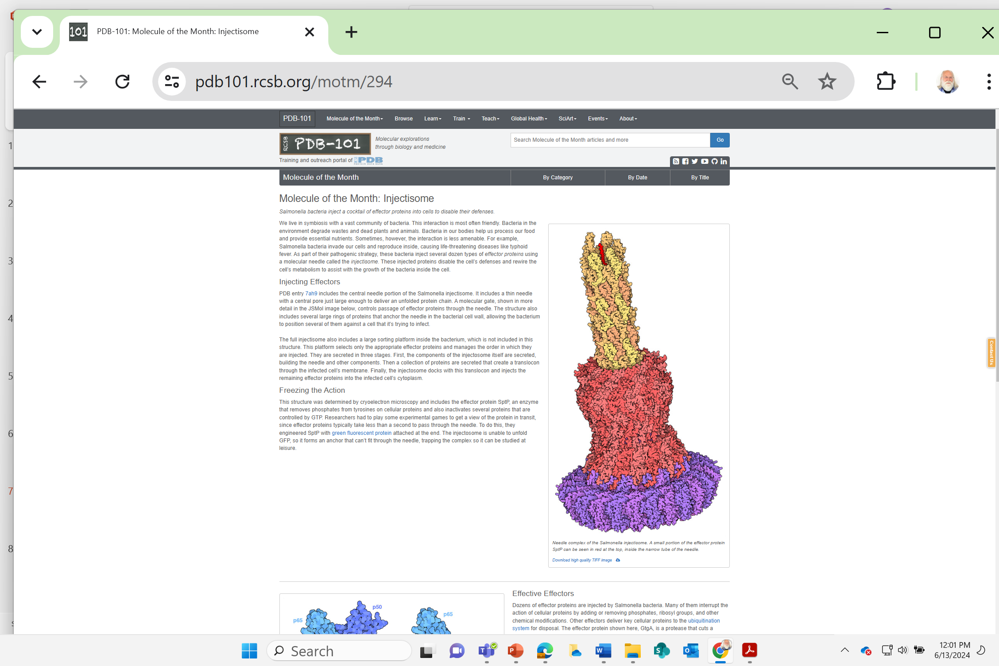 PDB-101: Molecule of the Month: Injectisome
pdb101.rcsb.org/motm/294
PDB-101 Molecule of the Month Browse Learn Train Teach Global Health SciArt Events About
RCSB PDB-101
Molecular explorations
through biology and medicine
Search Molecule of the Month articles and more Go
Training and outreach portal of PDB
PROTEIN DATA BANK
Molecule of the Month By Category By Date By Title
Molecule of the Month: Injectisome
Salmonella bacteria inject a cocktail of effector proteins into cells to disable their defenses.
We live in symbiosis with a vast community of bacteria. This interaction is most often friendly. Bacteria in the
environment degrade wastes and dead plants and animals. Bacteria in our bodies help us process our food
and provide essential nutrients. Sometimes, however, the interaction is less amenable. For example,
Salmonella bacteria invade our cells and reproduce inside, causing life-threatening diseases like typhoid
fever. As part of their pathogenic strategy, these bacteria inject several dozen types of effector proteins using
a molecular needle called the injectisome. These injected proteins disable the cell's defenses and rewire the
cell's metabolism to assist with the growth of the bacteria inside the cell.
Injecting Effectors
PDB entry 7ah9 includes the central needle portion of the Salmonella injectisome. It includes a thin needle
with a central pore just large enough to deliver an unfolded protein chain. A molecular gate, shown in more
detail in the JSMol image below, controls passage of effector proteins through the needle. The structure also
includes several large rings of proteins that anchor the needle in the bacterial cell wall, allowing the bacterium
to position several of them against a cell that it's trying to infect.
The full injectisome also includes a large sorting platform inside the bacterium, which is not included in this
structure. This platform selects only the appropriate effector proteins and manages the order in which they
are injected. They are secreted in three stages. First, the components of the injectosome itself are secreted,
building the needle and other components. Then a collection of proteins are secreted that create a translocon
through the infected cell's membrane. Finally, the injectosome docks with this translocon and injects the
remaining effector proteins into the infected cell's cytoplasm.
Freezing the Action
This structure was determined by cryoelectron microscopy and includes the effector protein SptP, an enzyme
that removes phosphates from tyrosines on cellular proteins and also inactivates several proteins that are
controlled by GTP. Researchers had to play some experimental games to get a view of the protein in transit,
since effector proteins typically take less than a second to pass through the needle. To do this, they
engineered SptP with green fluorescent protein attached at the end. The injectosome is unable to unfold
GFP, so it forms an anchor that can't fit through the needle, trapping the complex so it can be studied at
leisure.
Needle complex of the Salmonella injectisome. A small portion of the effector protein
SptP can be seen in red at the top, inside the narrow tube of the needle.
Download high quality TIFF image
Contact Us
p65 p50 p65
Effective Effectors
Dozens of effector proteins are injected by Salmonella bacteria. Many of them interrupt the
action of cellular proteins by adding or removing phosphates, ribosyl groups, and other
chemical modifications. Other effectors deliver key cellular proteins to the ubiquitination
system for disposal. The effector protein shown here, GtgA, is a protease that cuts a
1
2
3
4
5
6
7
8
Search
12:01 PM
6/13/2024